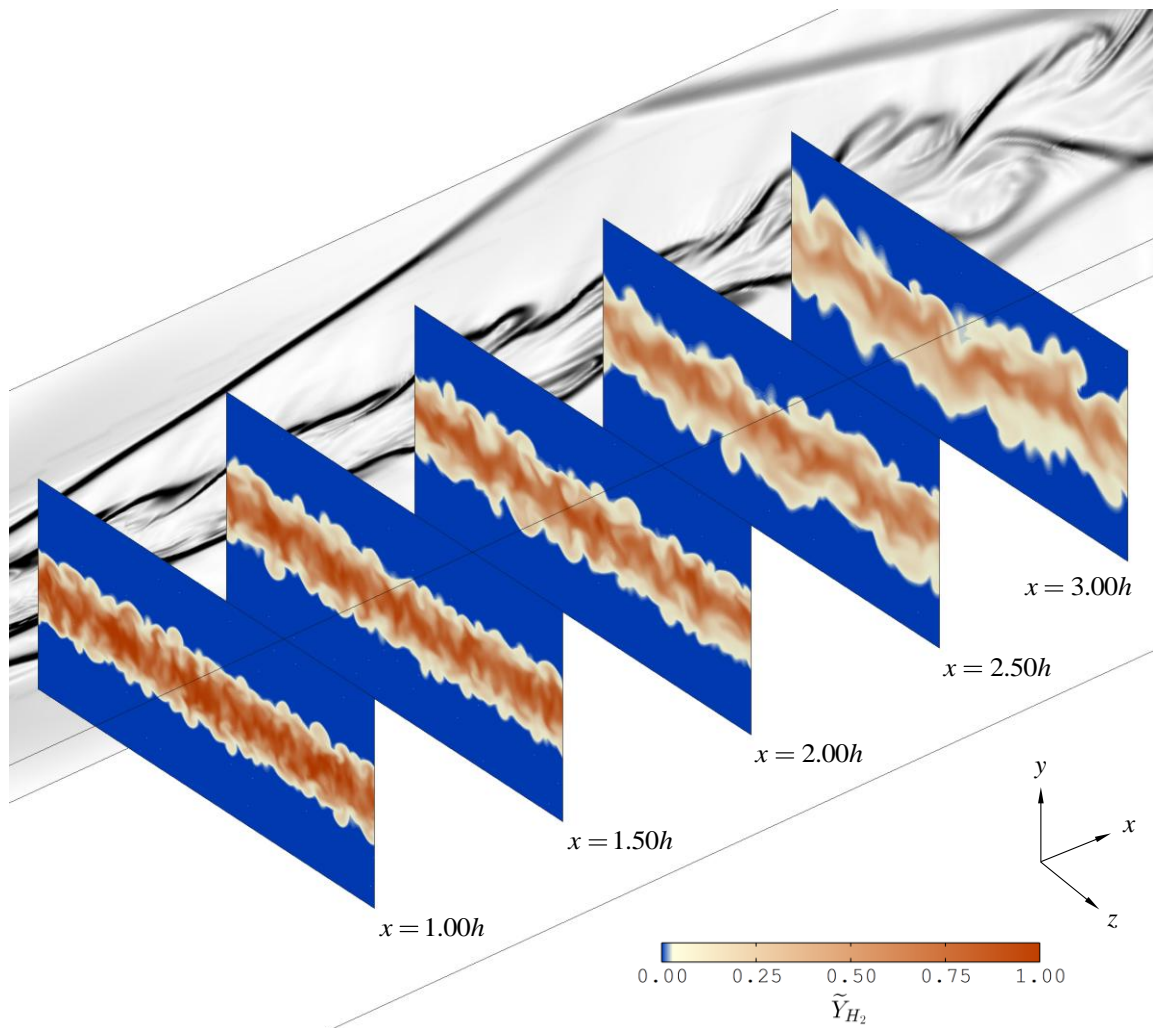 x = 3.00h
x = 2.50h
x = 2.00h
x = 1.50h
x = 1.00h
y
x
z
0.00 0.25 0.50 0.75 1.00
Ỹ_{H_2}